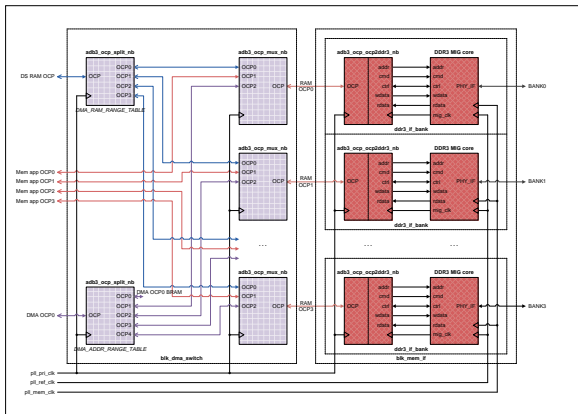 adb3_ocp_split_nb
adb3_ocp_mux_nb
adb3_ocp_ocp2ddr3_nb
DDR3 MIG core
DS RAM OCP
OCP
OCP0
OCP1
OCP2
OCP3
DMA_RAM_RANGE_TABLE
OCP0
OCP1
OCP2
OCP
RAM
OCP0
OCP
addr
cmd
ctrl
wdata
rdata
addr
cmd
ctrl
wdata
rdata
mig_clk
PHY_IF
BANK0
ddr3_if_bank
adb3_ocp_mux_nb
adb3_ocp_ocp2ddr3_nb
DDR3 MIG core
Mem app OCP0
Mem app OCP1
Mem app OCP2
Mem app OCP3
OCP0
OCP1
OCP2
OCP
RAM
OCP1
OCP
addr
cmd
ctrl
wdata
rdata
addr
cmd
ctrl
wdata
rdata
mig_clk
PHY_IF
BANK1
ddr3_if_bank
...
...
...
adb3_ocp_split_nb
adb3_ocp_mux_nb
adb3_ocp_ocp2ddr3_nb
DDR3 MIG core
DMA OCP0
OCP
OCP0
OCP1
OCP2
OCP3
OCP4
DMA OCP0 BRAM
DMA_ADDR_RANGE_TABLE
OCP0
OCP1
OCP2
OCP
RAM
OCP3
OCP
addr
cmd
ctrl
wdata
rdata
addr
cmd
ctrl
wdata
rdata
mig_clk
PHY_IF
BANK3
ddr3_if_bank
blk_dma_switch
blk_mem_if
pll_pri_clk
pll_ref_clk
pll_mem_clk